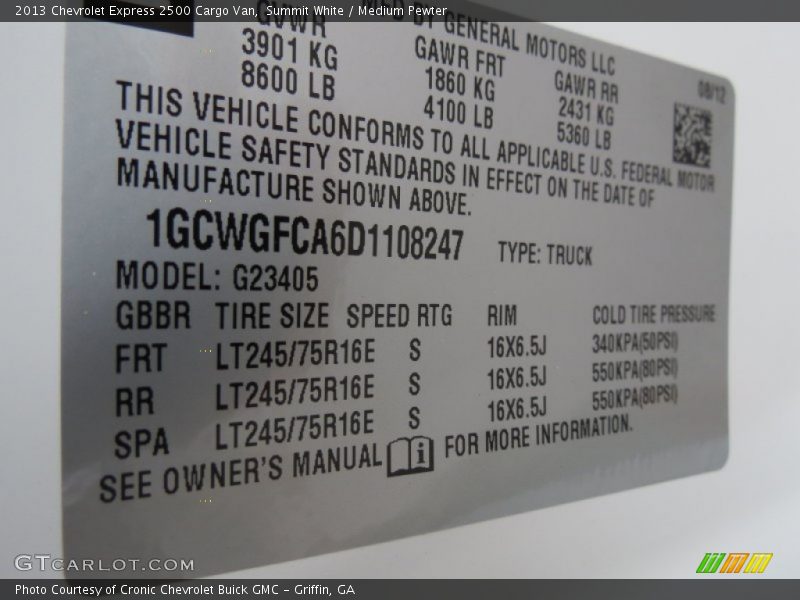 2013 Chevrolet Express 2500 Cargo Van, Summit White / Medium Pewter
MFD BY GENERAL MOTORS LLC
GVWR GAWR FRT GAWR RR 08/12
3901 KG 1860 KG 2431 KG
8600 LB 4100 LB 5360 LB
THIS VEHICLE CONFORMS TO ALL APPLICABLE U.S. FEDERAL MOTOR
VEHICLE SAFETY STANDARDS IN EFFECT ON THE DATE OF
MANUFACTURE SHOWN ABOVE.
1GCWGFCA6D1108247 TYPE: TRUCK
MODEL: G23405
GBBR TIRE SIZE SPEED RTG RIM COLD TIRE PRESSURE
FRT LT245/75R16E S 16X6.5J 340KPA(50PSI)
RR LT245/75R16E S 16X6.5J 550KPA(80PSI)
SPA LT245/75R16E S 16X6.5J 550KPA(80PSI)
SEE OWNER'S MANUAL i FOR MORE INFORMATION.
GTCARLOT.COM
Photo Courtesy of Cronic Chevrolet Buick GMC – Griffin, GA